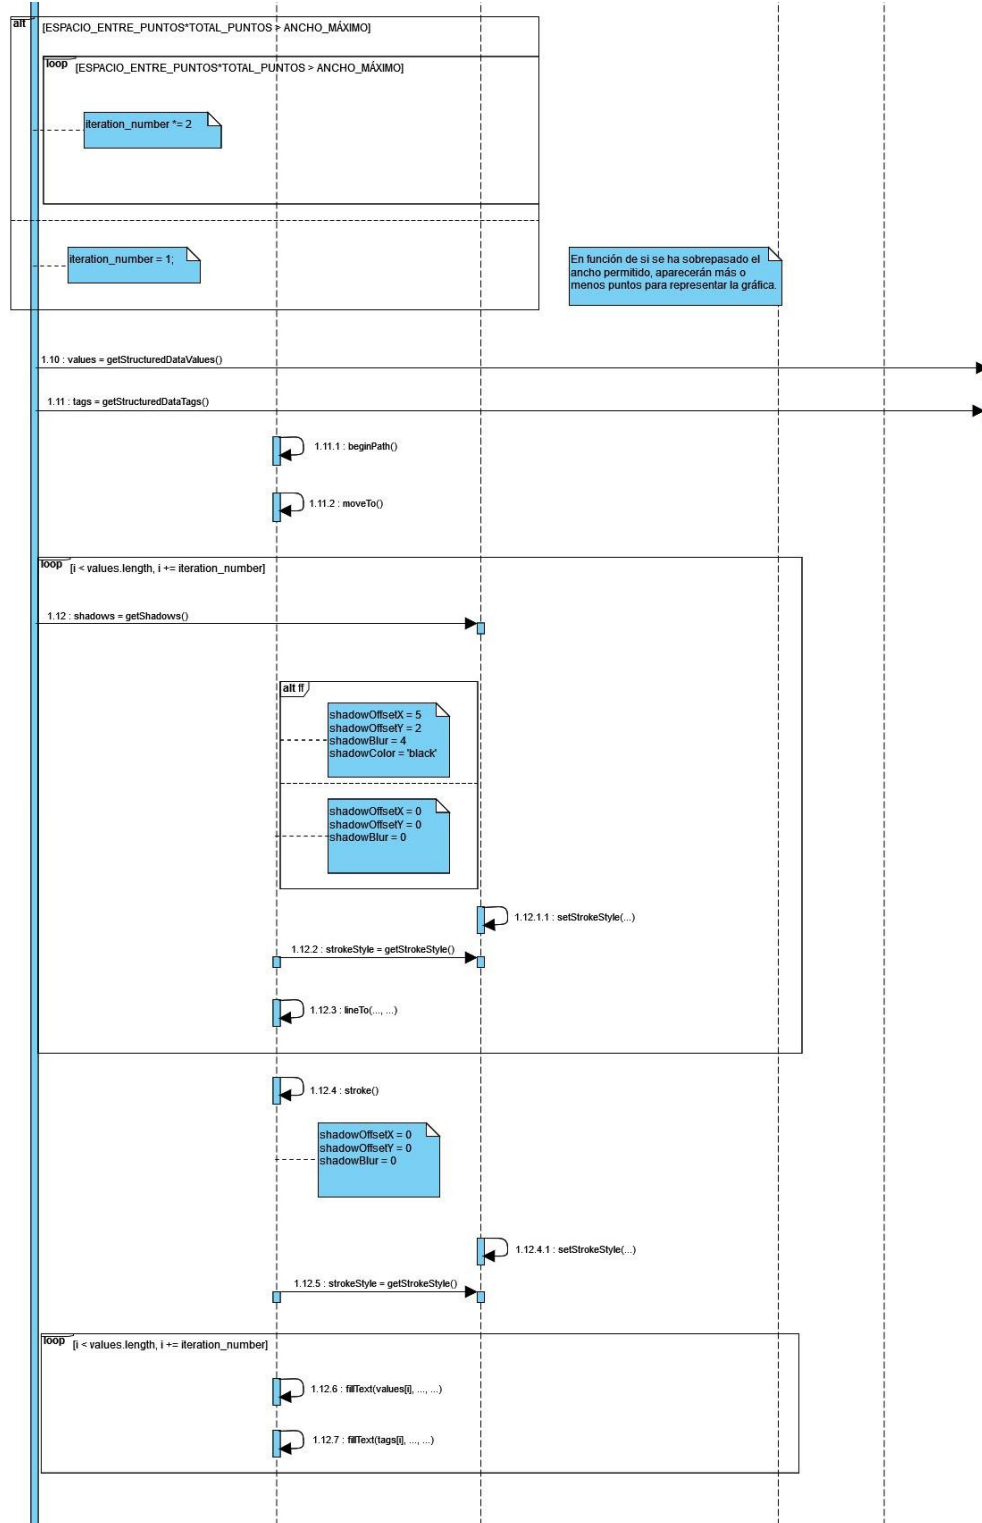 alt
[ESPACIO_ENTRE_PUNTOS*TOTAL_PUNTOS > ANCHO_MÁXIMO]
loop
[ESPACIO_ENTRE_PUNTOS*TOTAL_PUNTOS > ANCHO_MÁXIMO]
iteration_number *= 2
iteration_number = 1;
En función de si se ha sobrepasado el
ancho permitido, aparecerán más o
menos puntos para representar la gráfica.
1.10 : values = getStructuredDataValues()
1.11 : tags = getStructuredDataTags()
1.11.1 : beginPath()
1.11.2 : moveTo()
loop
[i < values.length, i += iteration_number]
1.12 : shadows = getShadows()
alt ff
shadowOffsetX = 5
shadowOffsetY = 2
shadowBlur = 4
shadowColor = 'black'
shadowOffsetX = 0
shadowOffsetY = 0
shadowBlur = 0
1.12.1.1 : setStrokeStyle(...)
1.12.2 : strokeStyle = getStrokeStyle()
1.12.3 : lineTo(..., ...)
1.12.4 : stroke()
shadowOffsetX = 0
shadowOffsetY = 0
shadowBlur = 0
1.12.4.1 : setStrokeStyle(...)
1.12.5 : strokeStyle = getStrokeStyle()
loop
[i < values.length, i += iteration_number]
1.12.6 : fillText(values[i], ..., ...)
1.12.7 : fillText(tags[i], ..., ...)